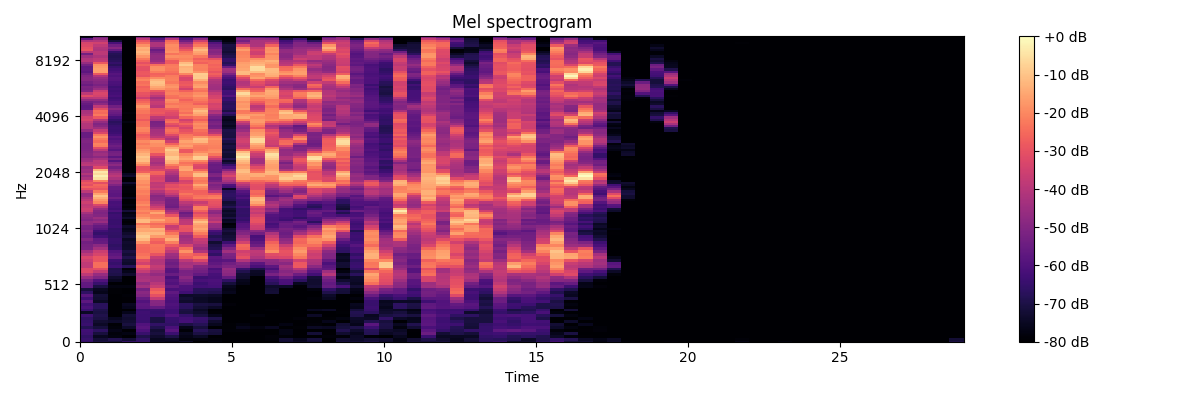 Mel spectrogram
Hz
8192
4096
2048
1024
512
0
0 5 10 15 20 25
Time
+0 dB
-10 dB
-20 dB
-30 dB
-40 dB
-50 dB
-60 dB
-70 dB
-80 dB